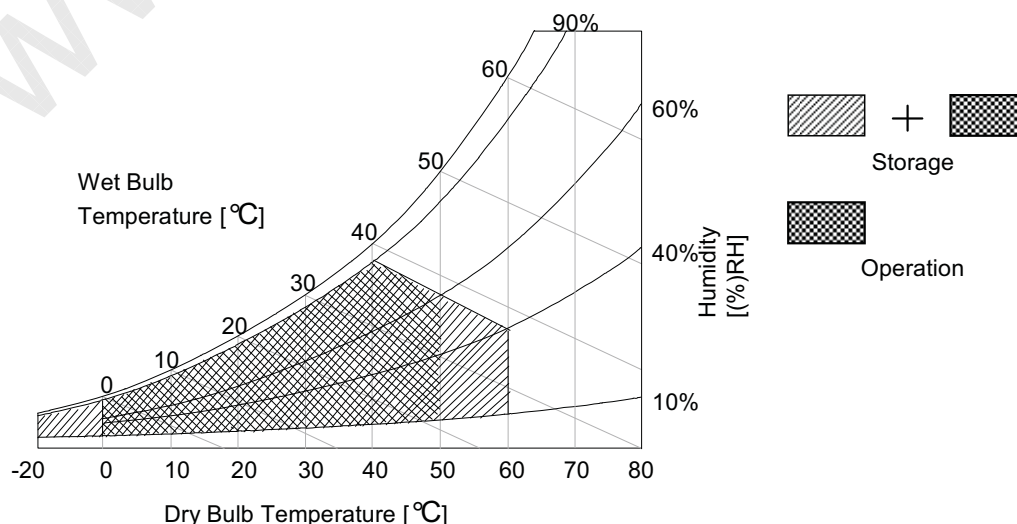 90%
60
60%
50
Wet Bulb
Temperature [℃]
40
40%
30
20
10
0
10%
Humidity
[(%)RH]
-20 0 10 20 30 40 50 60 70 80
Dry Bulb Temperature [℃]
+
Storage
Operation